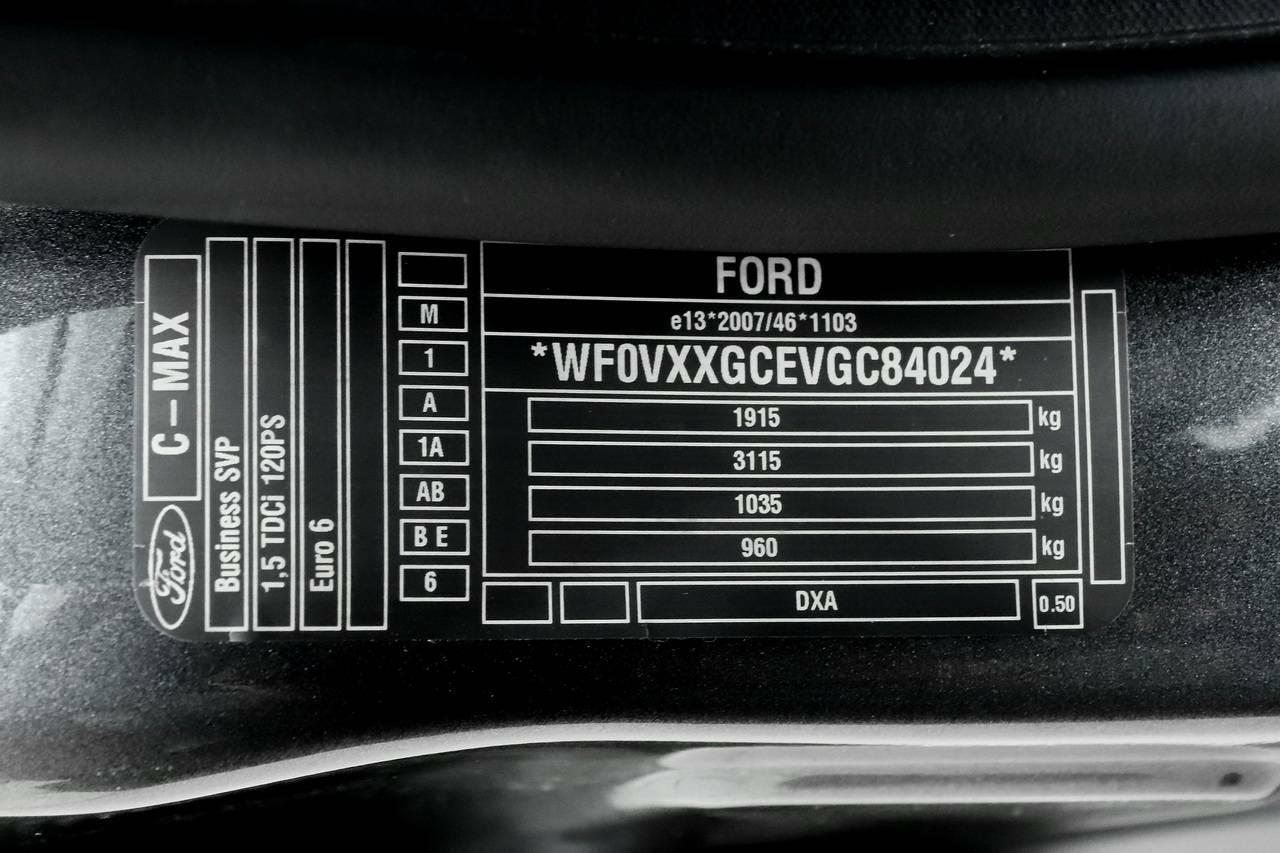 C-MAX
Ford
Business SVP
1,5 TDCi 120PS
Euro 6
M
1
A
1A
AB
B E
6
FORD
e13*2007/46*1103
*WF0VXXGCEVGC84024*
1915 kg
3115 kg
1035 kg
960 kg
DXA
0.50